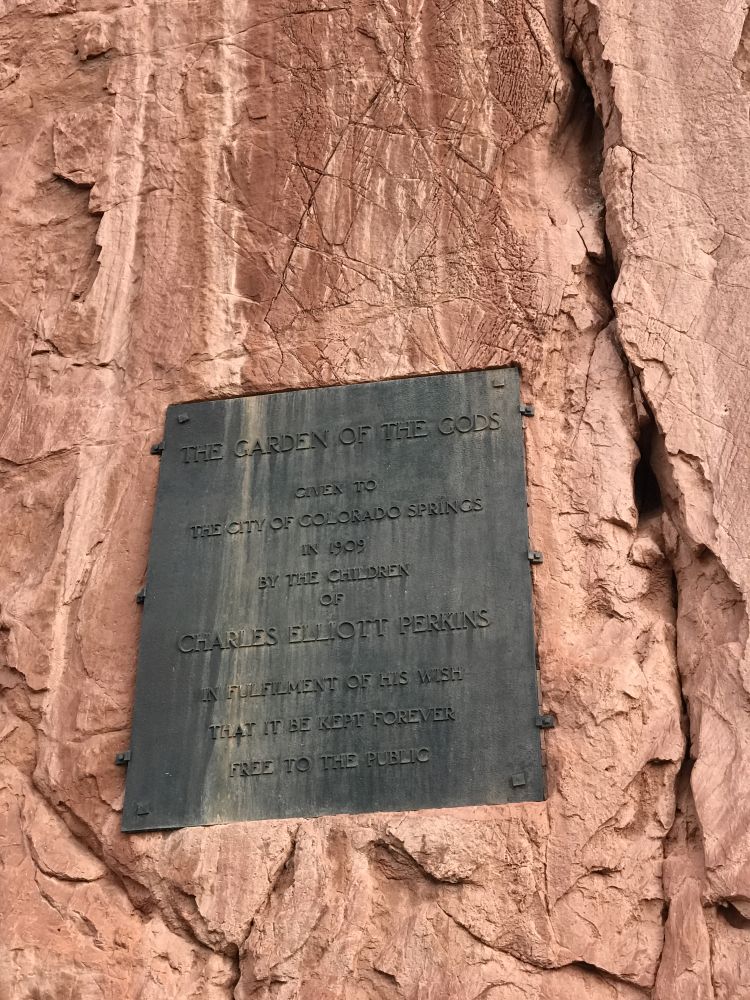 THE GARDEN OF THE GODS
GIVEN TO
THE CITY OF COLORADO SPRINGS
IN 1909
BY THE CHILDREN
OF
CHARLES ELLIOTT PERKINS
IN FULFILMENT OF HIS WISH
THAT IT BE KEPT FOREVER
FREE TO THE PUBLIC